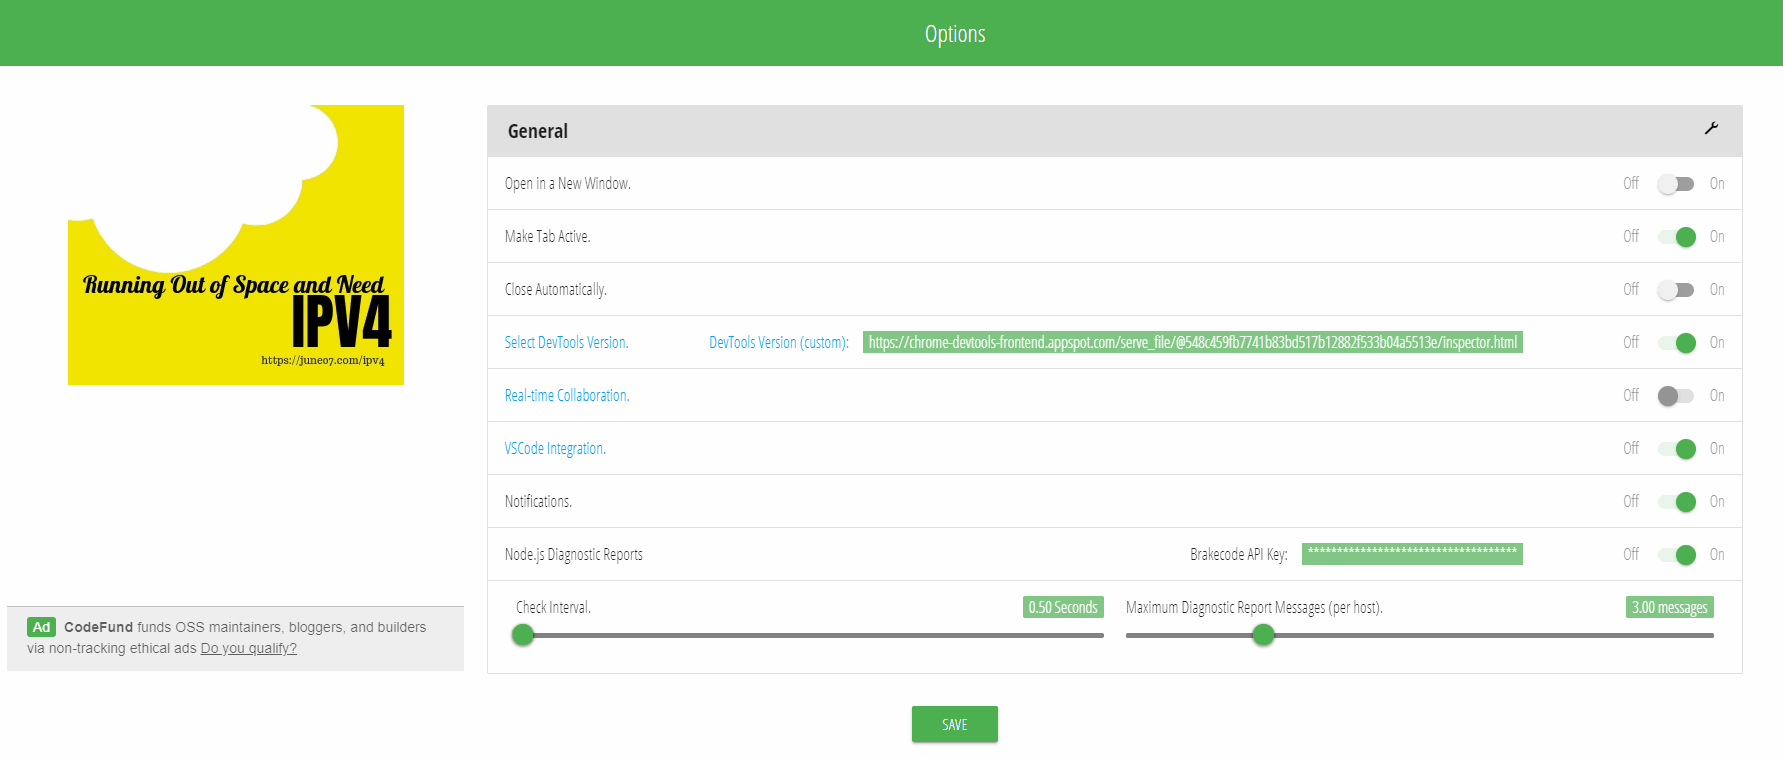 Options
Running Out of Space and Need
IPV4
https://june07.com/ipv4
Ad CodeFund funds OSS maintainers, bloggers, and builders
via non-tracking ethical ads Do you qualify?
General
Open in a New Window. Off On
Make Tab Active. Off On
Close Automatically. Off On
Select DevTools Version. DevTools Version (custom): https://chrome-devtools-frontend.appspot.com/serve_file/@548c459fb7741b83bd517b12882f533b04a5513e/inspector.html Off On
Real-time Collaboration. Off On
VSCode Integration. Off On
Notifications. Off On
Node.js Diagnostic Reports Brakecode API Key: ************************************ Off On
Check Interval. 0.50 Seconds Maximum Diagnostic Report Messages (per host). 3.00 messages
SAVE